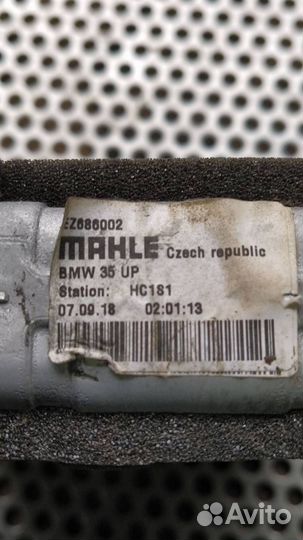 EZ686002
MAHLE Czech republic
BMW 35 UP
Station: HC181
07.09.18 02:01:13
Avito